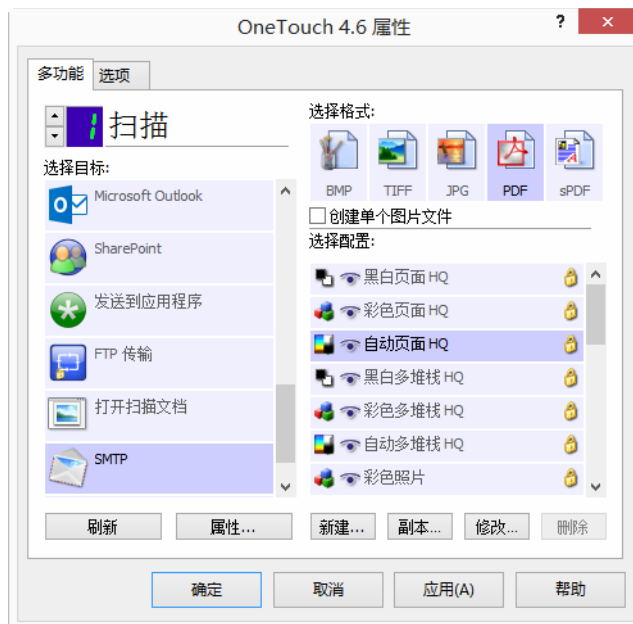 OneTouch 4.6 属性
?
×
多功能
选项
1 扫描
选择目标:
Microsoft Outlook
SharePoint
发送到应用程序
FTP 传输
打开扫描文档
SMTP
刷新
属性...
选择格式:
BMP
TIFF
JPG
PDF
sPDF
创建单个图片文件
选择配置:
黑白页面 HQ
彩色页面 HQ
自动页面 HQ
黑白多堆栈 HQ
彩色多堆栈 HQ
自动多堆栈 HQ
彩色照片
新建...
副本...
修改...
删除
确定
取消
应用(A)
帮助